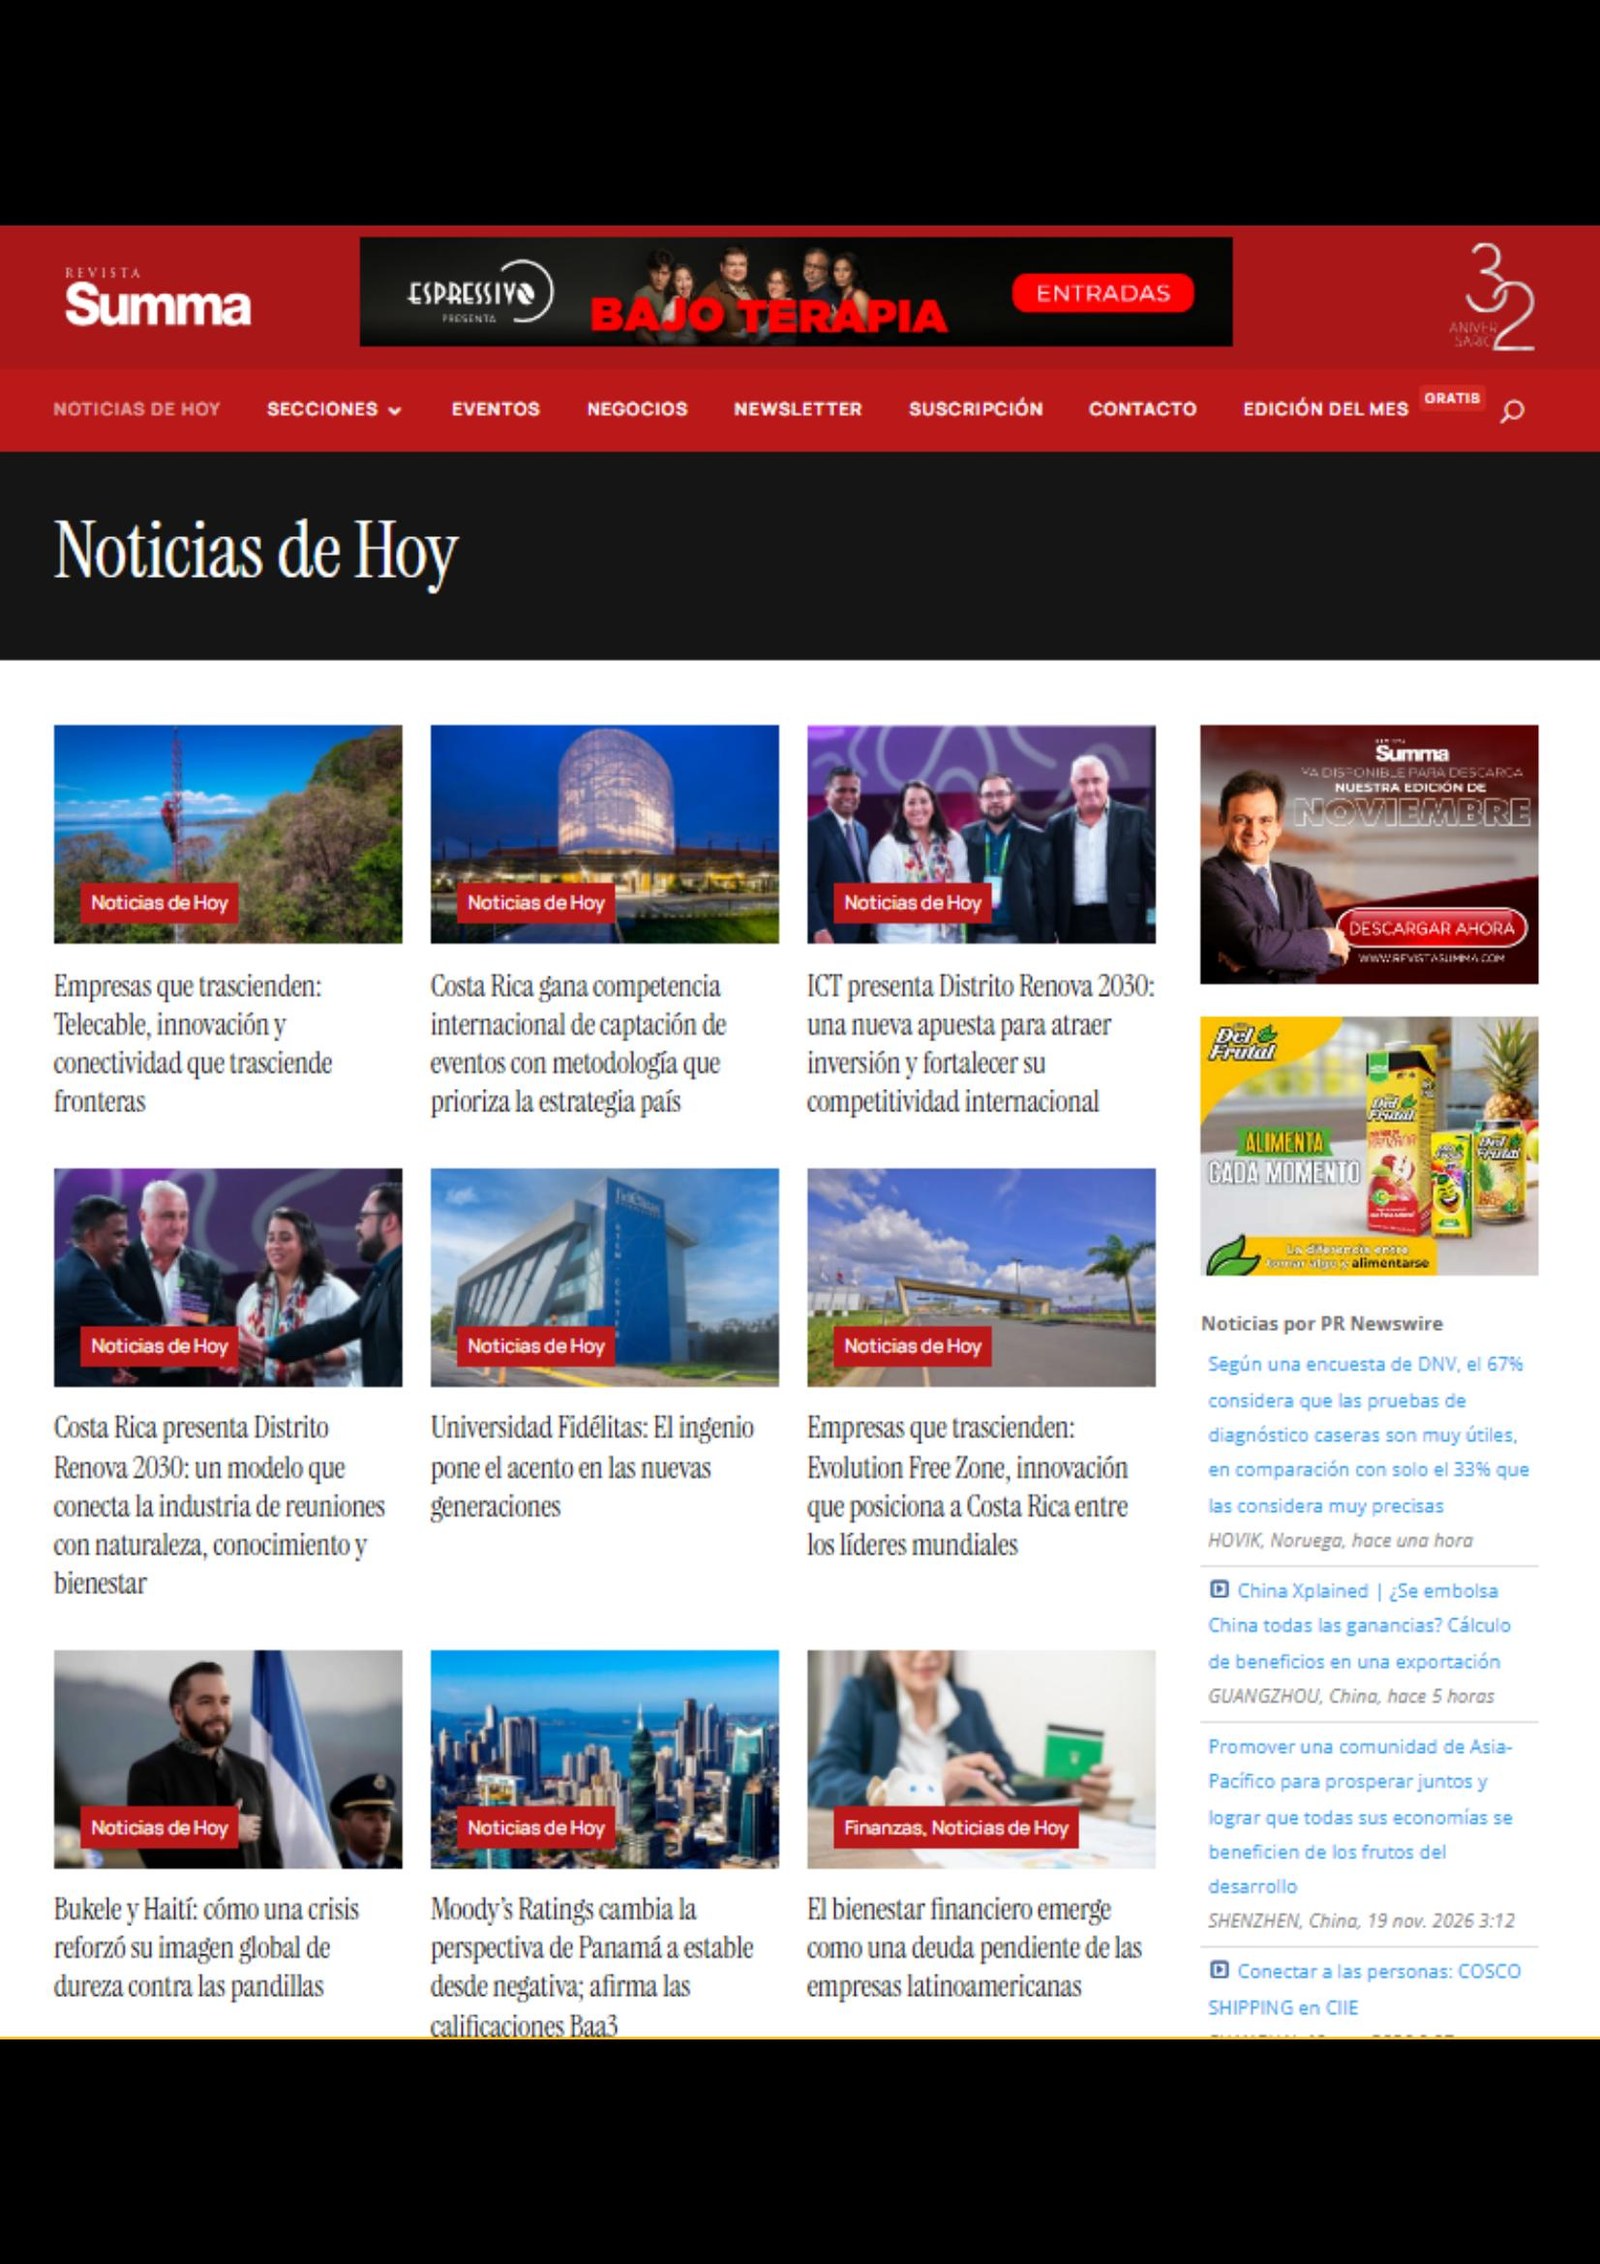 REVISTA
Summa
ESPRESSIVO
PRESENTA
BAJO TERAPIA
ENTRADAS
32
ANIVER
SARIO
NOTICIAS DE HOY
SECCIONES
EVENTOS
NEGOCIOS
NEWSLETTER
SUSCRIPCIÓN
CONTACTO
EDICIÓN DEL MES
GRATIS
Noticias de Hoy
Noticias de Hoy
Empresas que trascienden:
Telecable, innovación y
conectividad que trasciende
fronteras
Noticias de Hoy
Costa Rica gana competencia
internacional de captación de
eventos con metodología que
prioriza la estrategia país
Noticias de Hoy
ICT presenta Distrito Renova 2030:
una nueva apuesta para atraer
inversión y fortalecer su
competitividad internacional
Noticias de Hoy
Costa Rica presenta Distrito
Renova 2030: un modelo que
conecta la industria de reuniones
con naturaleza, conocimiento y
bienestar
Noticias de Hoy
Universidad Fidélitas: El ingenio
pone el acento en las nuevas
generaciones
Noticias de Hoy
Empresas que trascienden:
Evolution Free Zone, innovación
que posiciona a Costa Rica entre
los líderes mundiales
Noticias de Hoy
Bukele y Haití: cómo una crisis
reforzó su imagen global de
dureza contra las pandillas
Noticias de Hoy
Moody's Ratings cambia la
perspectiva de Panamá a estable
desde negativa; afirma las
calificaciones Baa3
Finanzas, Noticias de Hoy
El bienestar financiero emerge
como una deuda pendiente de las
empresas latinoamericanas
Summa
YA DISPONIBLE PARA DESCARGA
NUESTRA EDICIÓN DE
NOVIEMBRE
DESCARGAR AHORA
WWW.REVISTASUMMA.COM
Del
Frutal
ALIMENTA
CADA MOMENTO
La diferencia entre
tomar algo y alimentarse
Noticias por PR Newswire
Según una encuesta de DNV, el 67%
considera que las pruebas de
diagnóstico caseras son muy útiles,
en comparación con solo el 33% que
las considera muy precisas
HOVIK, Noruega, hace una hora
China Xplained | ¿Se embolsa
China todas las ganancias? Cálculo
de beneficios en una exportación
GUANGZHOU, China, hace 5 horas
Promover una comunidad de Asia-
Pacífico para prosperar juntos y
lograr que todas sus economías se
beneficien de los frutos del
desarrollo
SHENZHEN, China, 19 nov. 2026 3:12
Conectar a las personas: COSCO
SHIPPING en CIIE